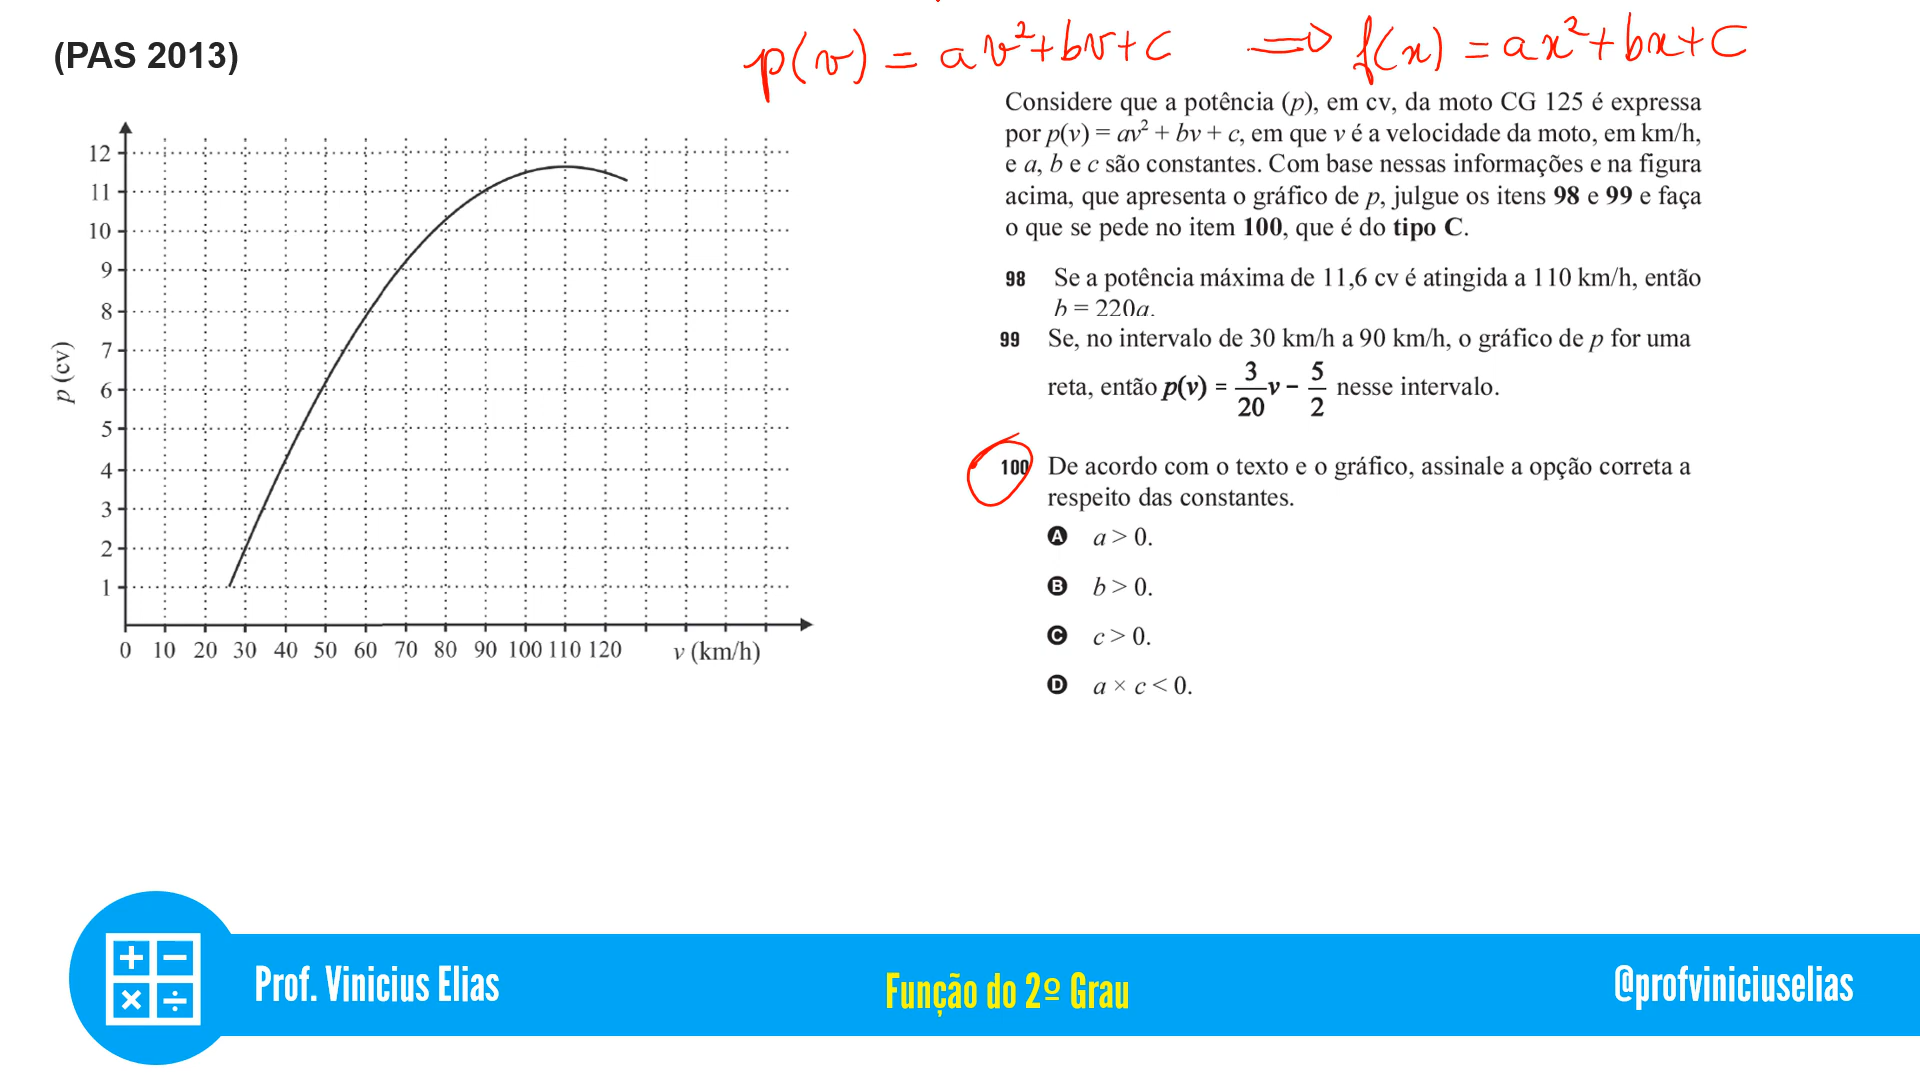 (PAS 2013)
p(v) = av²+bv+c ⇒ f(x) = ax²+bx+c
Considere que a potência (p), em cv, da moto CG 125 é expressa
por p(v) = av² + bv + c, em que v é a velocidade da moto, em km/h,
e a, b e c são constantes. Com base nessas informações e na figura
acima, que apresenta o gráfico de p, julgue os itens 98 e 99 e faça
o que se pede no item 100, que é do tipo C.
98 Se a potência máxima de 11,6 cv é atingida a 110 km/h, então
b = 220a.
99 Se, no intervalo de 30 km/h a 90 km/h, o gráfico de p for uma
reta, então p(v) = 3/20 v − 5/2 nesse intervalo.
100 De acordo com o texto e o gráfico, assinale a opção correta a
respeito das constantes.
A a > 0.
B b > 0.
C c > 0.
D a × c < 0.
12
11
10
9
8
7
6
5
4
3
2
1
p (cv)
0 10 20 30 40 50 60 70 80 90 100 110 120 v (km/h)
Prof. Vinicius Elias
Função do 2º Grau
@profviniciuselias